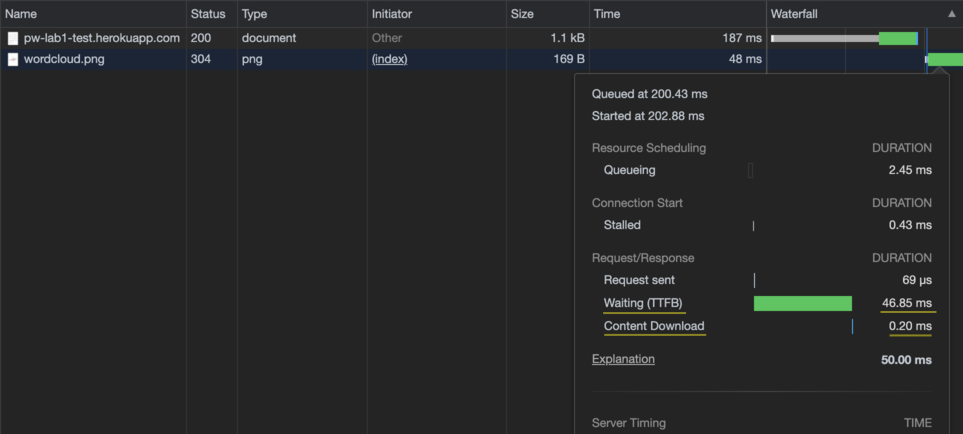 Name Status Type Initiator Size Time Waterfall ▲
pw-lab1-test.herokuapp.com 200 document Other 1.1 kB 187 ms
wordcloud.png 304 png (index) 169 B 48 ms
Queued at 200.43 ms
Started at 202.88 ms
Resource Scheduling DURATION
Queueing 2.45 ms
Connection Start DURATION
Stalled 0.43 ms
Request/Response DURATION
Request sent 69 μs
Waiting (TTFB) 46.85 ms
Content Download 0.20 ms
Explanation 50.00 ms
Server Timing TIME